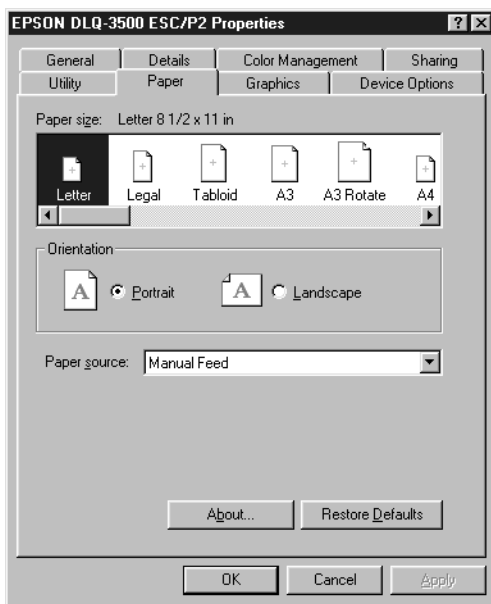 EPSON DLQ-3500 ESC/P2 Properties ? X
General Details Color Management Sharing
Utility Paper Graphics Device Options
Paper size: Letter 8 1/2 x 11 in
Letter Legal Tabloid A3 A3 Rotate A4
Orientation
A Portrait A Landscape
Paper source: Manual Feed
About... Restore Defaults
OK Cancel Apply